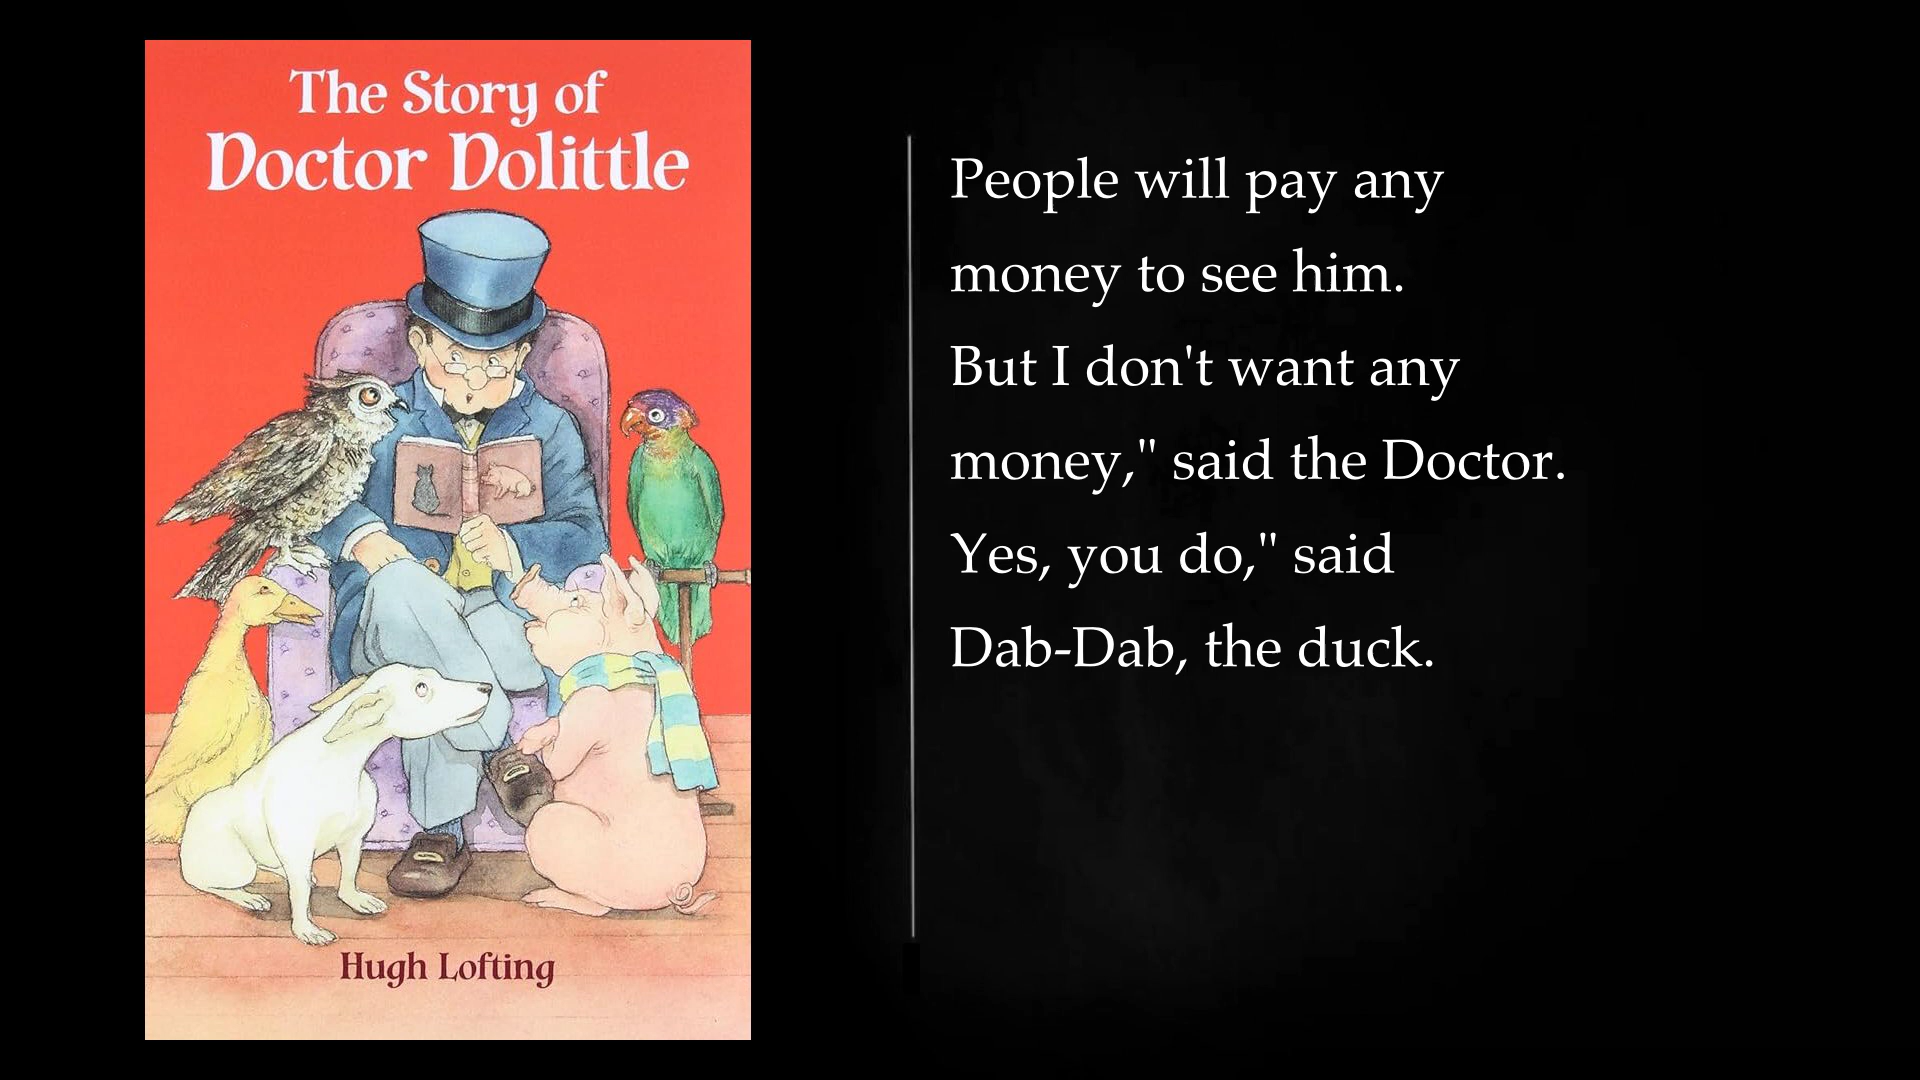 The Story of
Doctor Dolittle
Hugh Lofting
People will pay any
money to see him.
But I don't want any
money," said the Doctor.
Yes, you do," said
Dab-Dab, the duck.